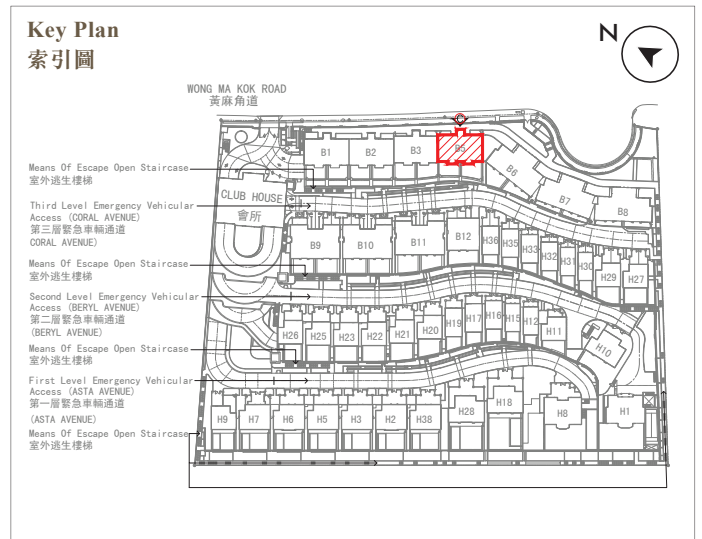 Key Plan
索引圖
N
WONG MA KOK ROAD
黃麻角道
B1
B2
B3
B5
B6
B7
B8
Means Of Escape Open Staircase
室外逃生樓梯
CLUB HOUSE
會所
Third Level Emergency Vehicular
Access (CORAL AVENUE)
第三層緊急車輛通道
CORAL AVENUE)
B9
B10
B11
B12
H36
H35
H33
H32
H31
H30
H29
H27
Means Of Escape Open Staircase
室外逃生樓梯
Second Level Emergency Vehicular
Access (BERYL AVENUE)
第二層緊急車輛通道
(BERYL AVENUE)
H26
H25
H23
H22
H21
H20
H19
H17
H16
H15
H12
H11
H10
Means Of Escape Open Staircase
室外逃生樓梯
First Level Emergency Vehicular
Access (ASTA AVENUE)
第一層緊急車輛通道
(ASTA AVENUE)
H9
H7
H6
H5
H3
H2
H38
H28
H18
H8
H1
Means Of Escape Open Staircase
室外逃生樓梯